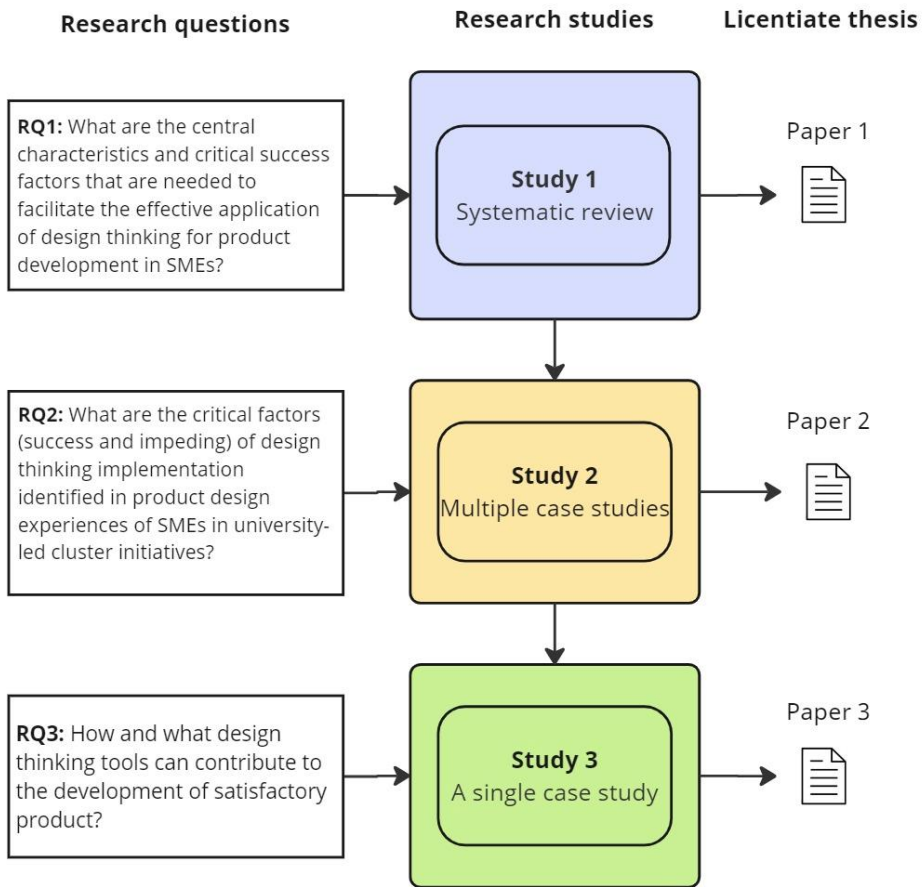 Research questions
Research studies
Licentiate thesis
RQ1: What are the central
characteristics and critical success
factors that are needed to
facilitate the effective application
of design thinking for product
development in SMEs?
Study 1
Systematic review
Paper 1
RQ2: What are the critical factors
(success and impeding) of design
thinking implementation
identified in product design
experiences of SMEs in university-
led cluster initiatives?
Study 2
Multiple case studies
Paper 2
RQ3: How and what design
thinking tools can contribute to
the development of satisfactory
product?
Study 3
A single case study
Paper 3